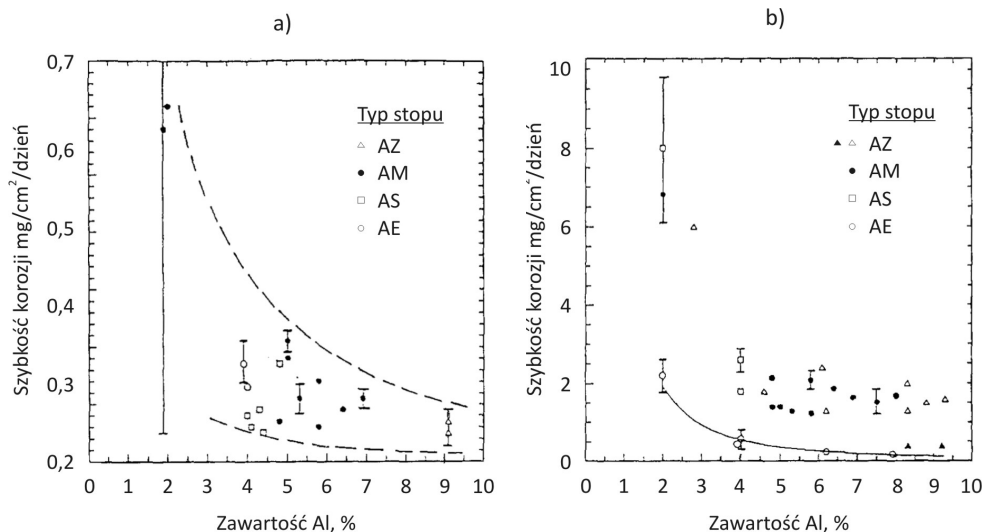 a)
b)
0,7
0,6
0,5
0,4
0,3
0,2
Szybkość korozji mg/cm²/dzień
Typ stopu
AZ
AM
AS
AE
0 1 2 3 4 5 6 7 8 9 10
Zawartość Al, %
10
8
6
4
2
0
Szybkość korozji mg/cm²/dzień
Typ stopu
AZ
AM
AS
AE
0 1 2 3 4 5 6 7 8 9 10
Zawartość Al, %